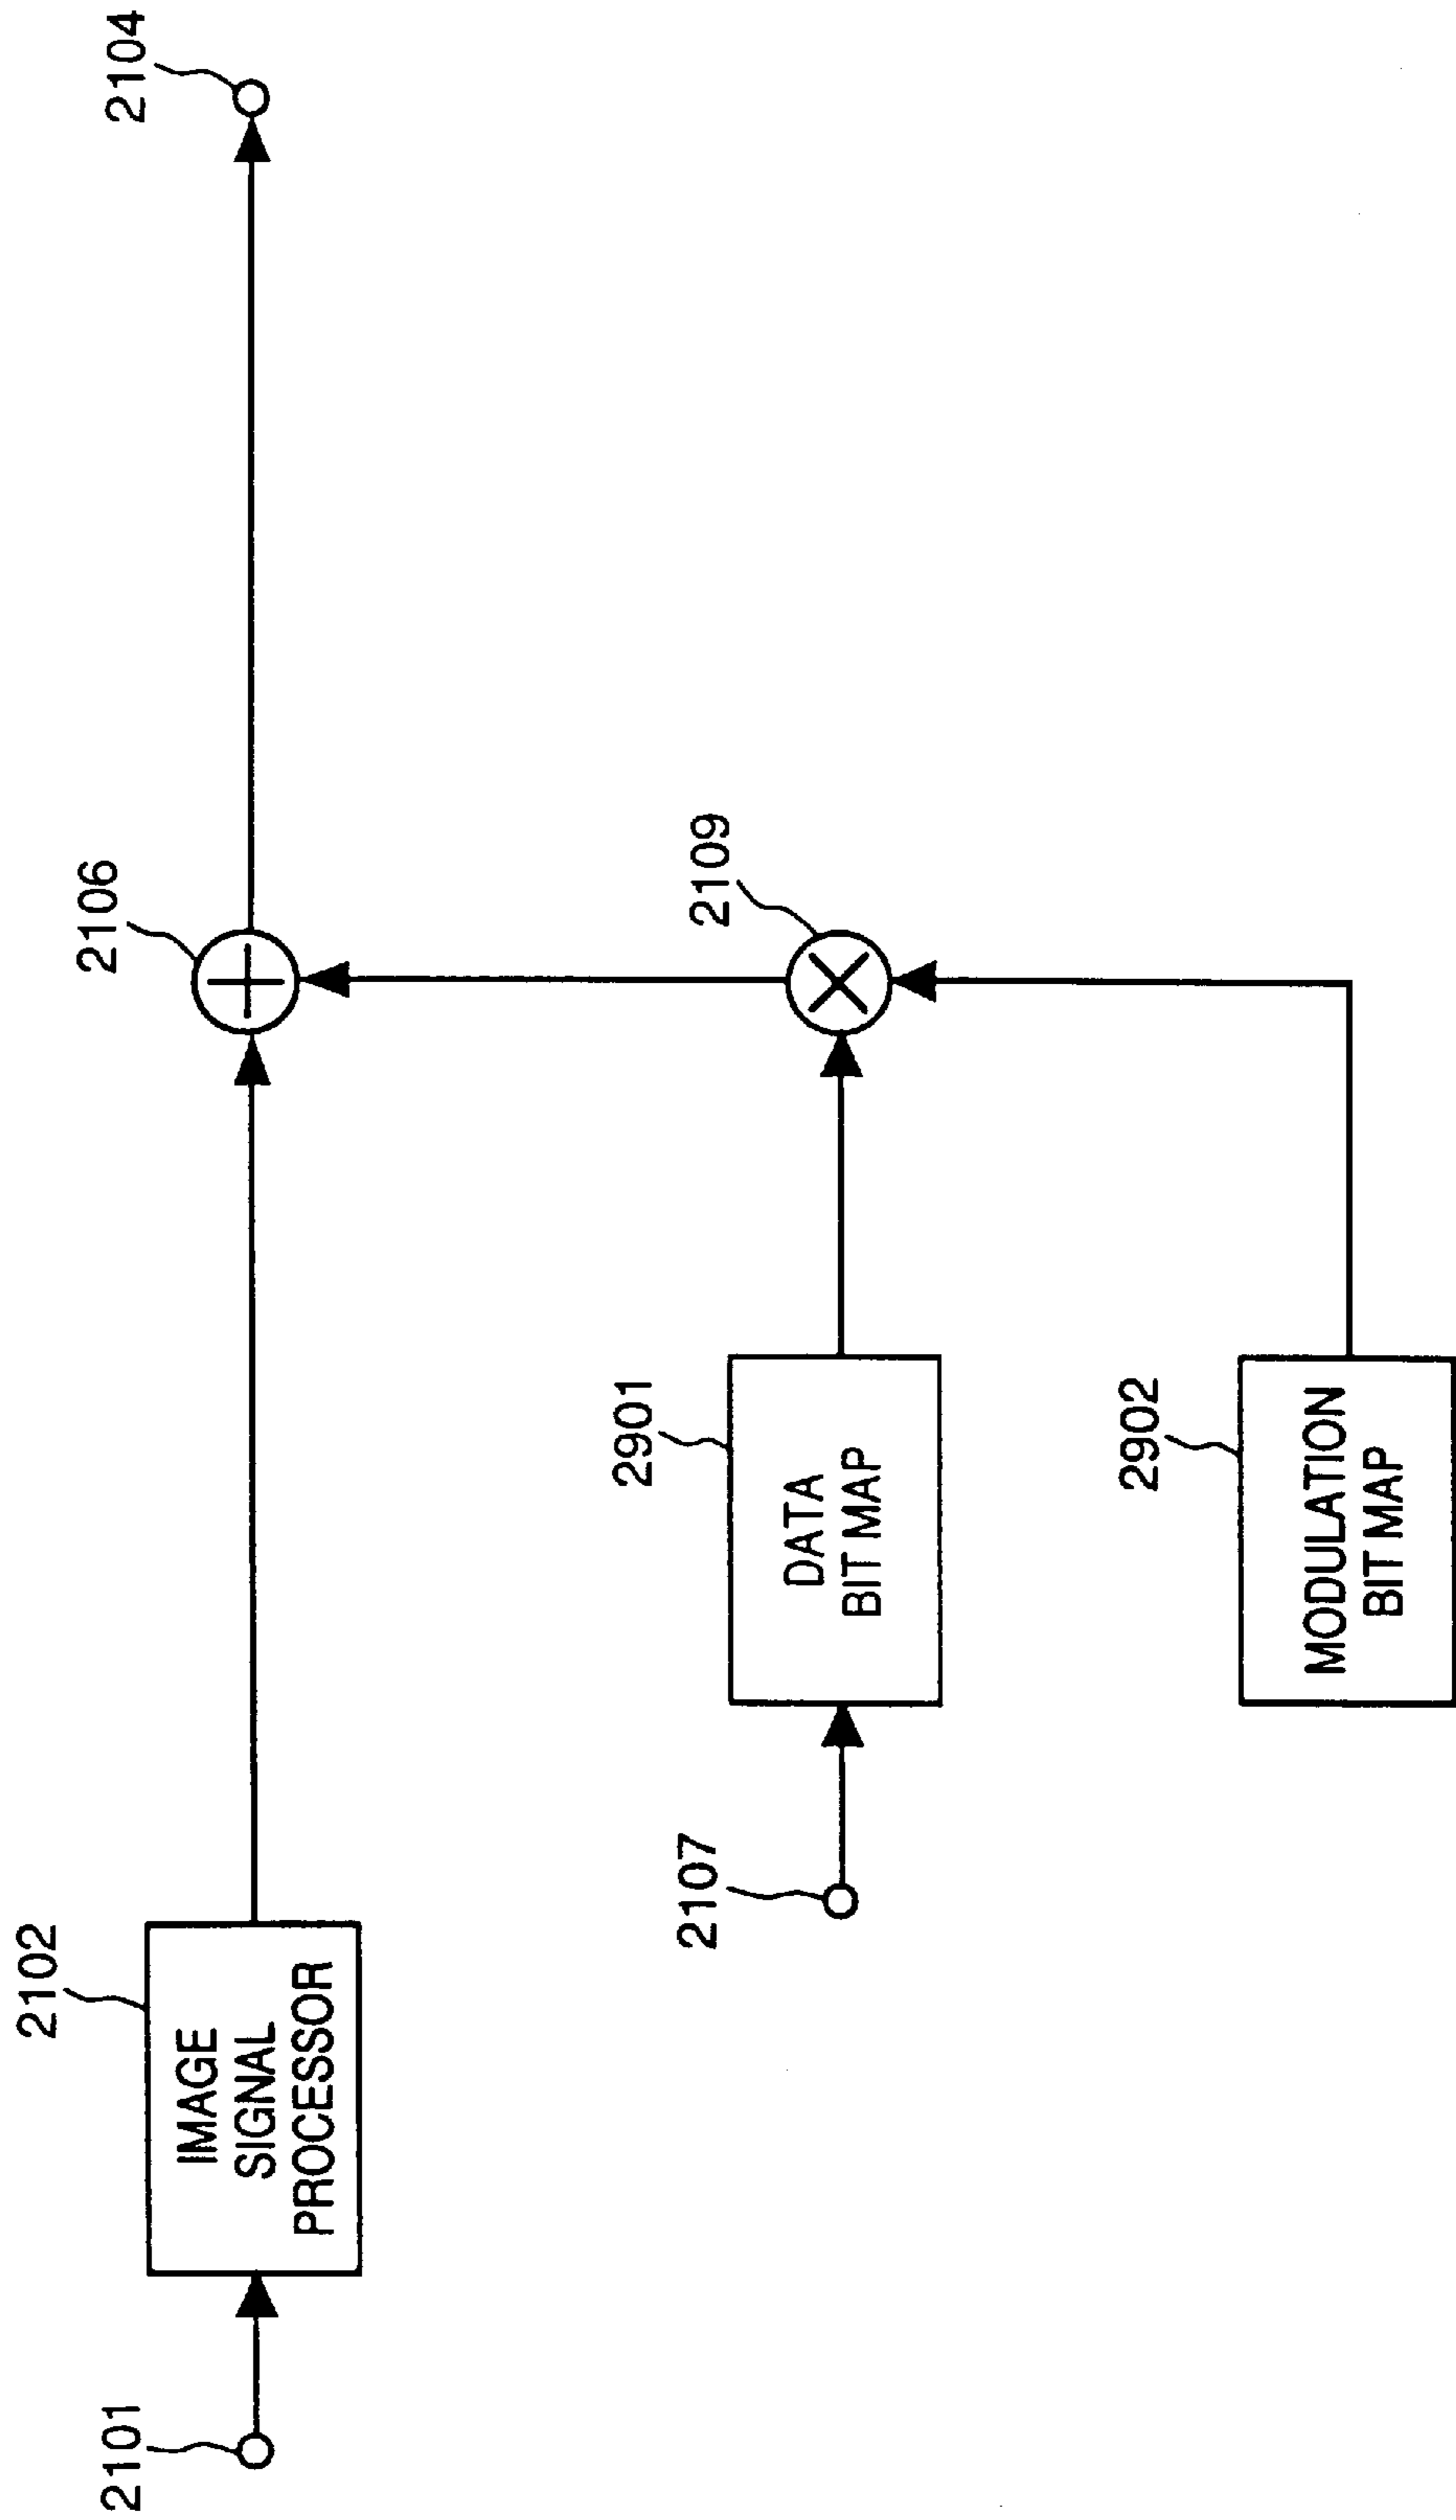 2101
2102
IMAGE
SIGNAL
PROCESSOR
2106
2104
2107
2901
DATA
BIT MAP
2109
2902
MODULATION
BIT MAP